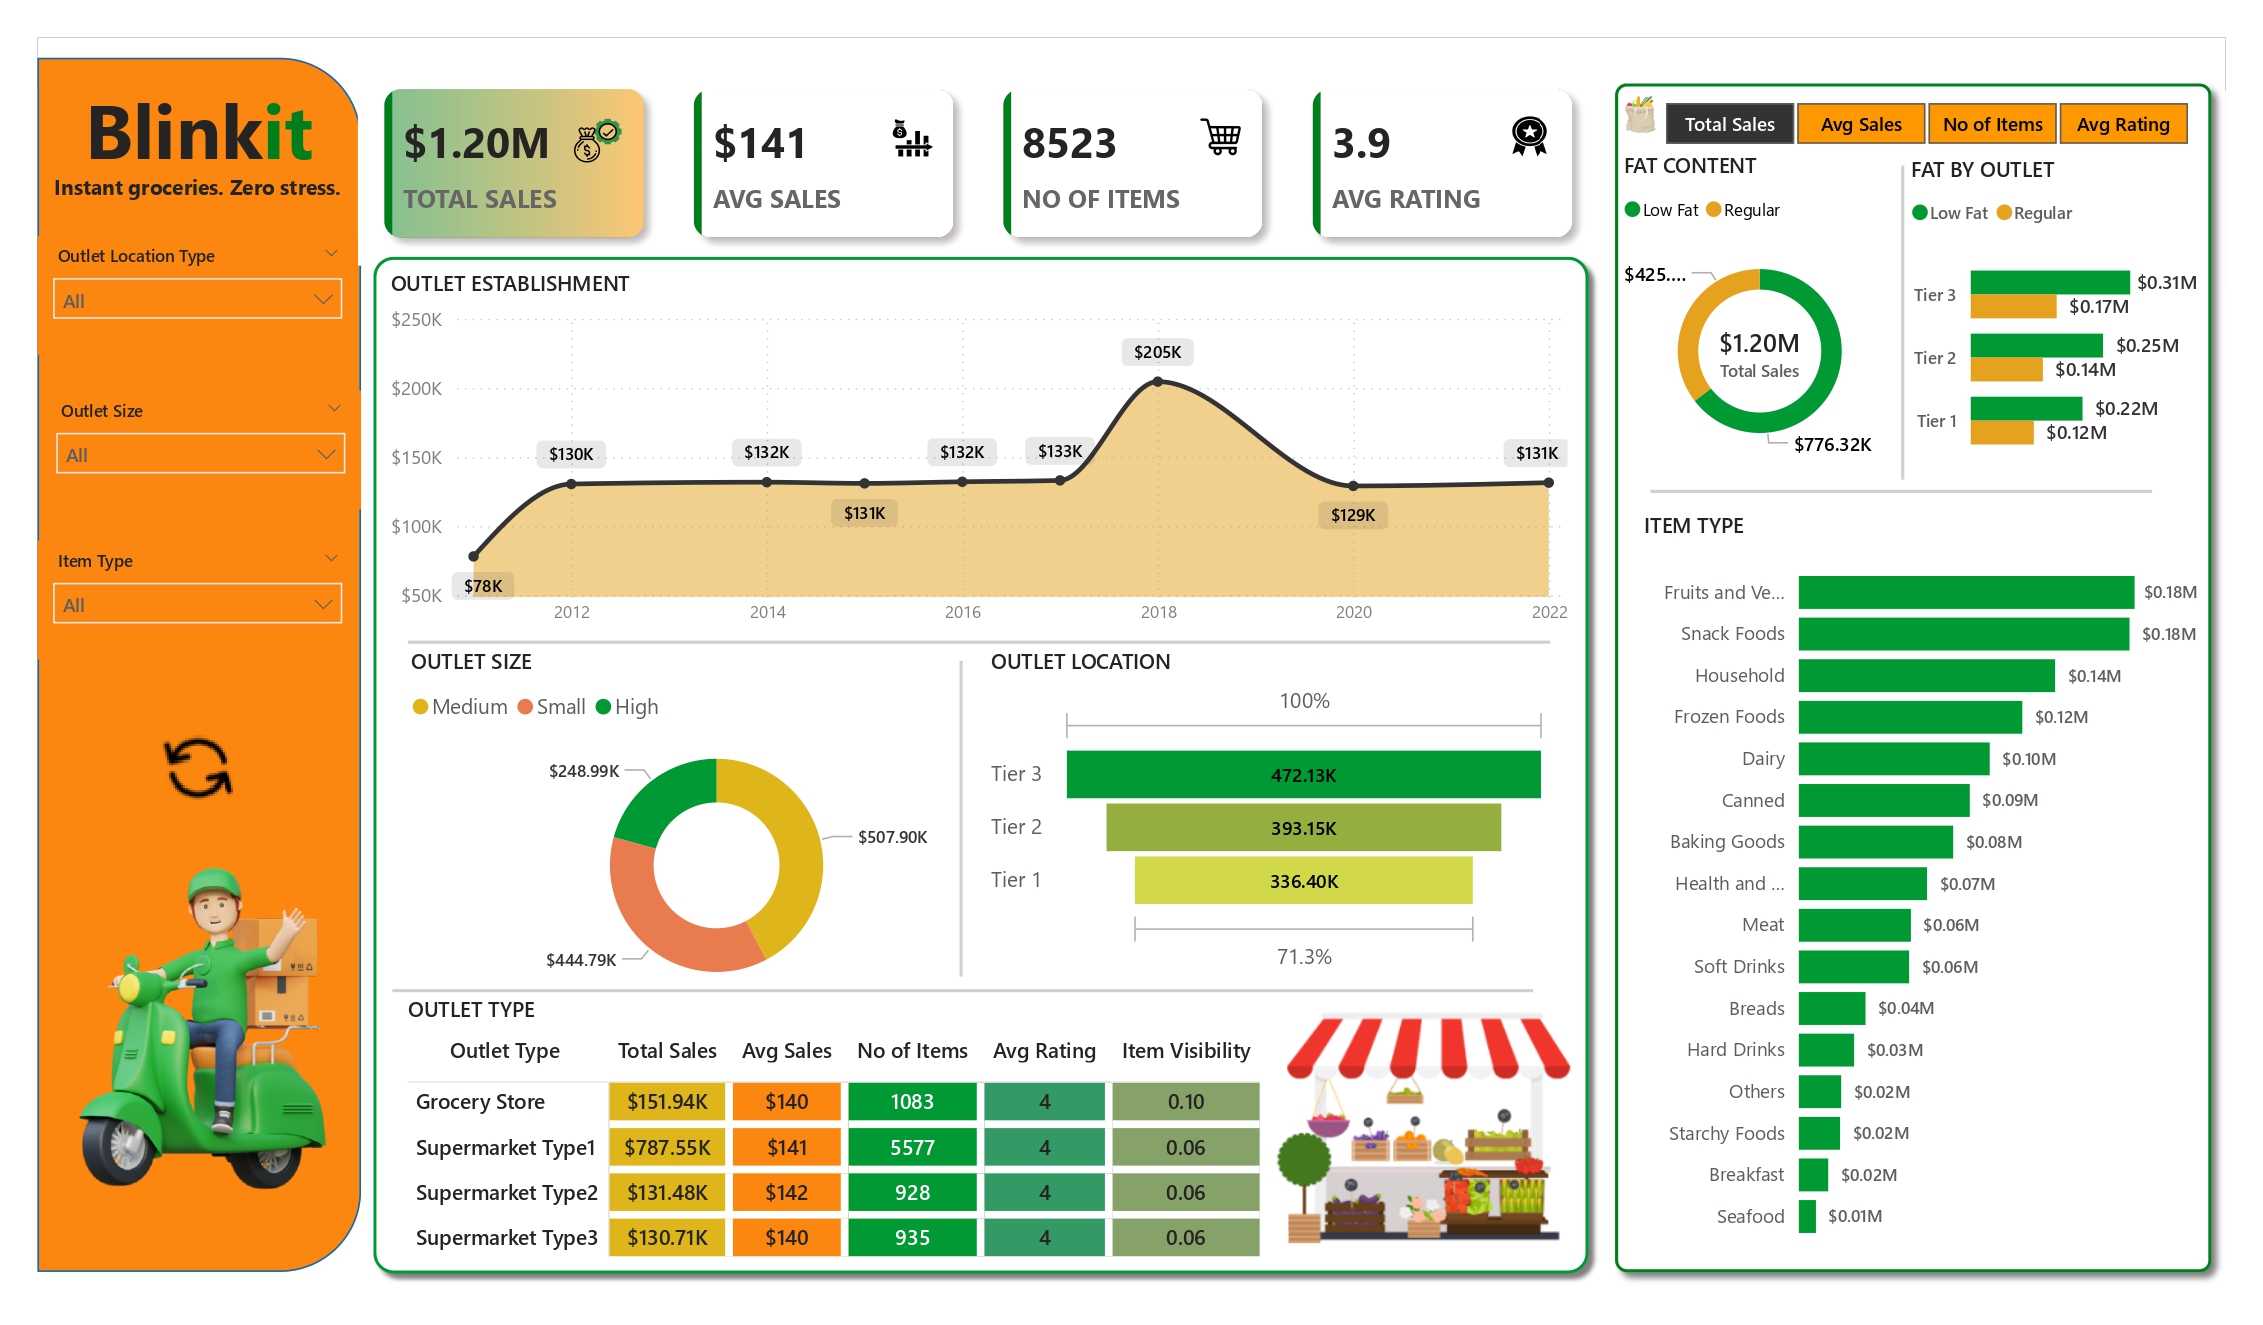 Blinkit
Instant groceries. Zero stress.
Outlet Location Type
All
Outlet Size
All
Item Type
All
$1.20M
TOTAL SALES
$141
AVG SALES
8523
NO OF ITEMS
3.9
AVG RATING
OUTLET ESTABLISHMENT
$250K
$200K
$150K
$100K
$50K
$78K
$130K
$132K
$131K
$132K
$133K
$205K
$129K
$131K
2012 2014 2016 2018 2020 2022
OUTLET SIZE
Medium Small High
$248.99K
$507.90K
$444.79K
OUTLET LOCATION
100%
Tier 3 472.13K
Tier 2 393.15K
Tier 1 336.40K
71.3%
OUTLET TYPE
Outlet Type Total Sales Avg Sales No of Items Avg Rating Item Visibility
Grocery Store $151.94K $140 1083 4 0.10
Supermarket Type1 $787.55K $141 5577 4 0.06
Supermarket Type2 $131.48K $142 928 4 0.06
Supermarket Type3 $130.71K $140 935 4 0.06
Total Sales Avg Sales No of Items Avg Rating
FAT CONTENT
Low Fat Regular
$425....
$1.20M
Total Sales
$776.32K
FAT BY OUTLET
Low Fat Regular
Tier 3 $0.31M
$0.17M
Tier 2 $0.25M
$0.14M
Tier 1 $0.22M
$0.12M
ITEM TYPE
Fruits and Ve... $0.18M
Snack Foods $0.18M
Household $0.14M
Frozen Foods $0.12M
Dairy $0.10M
Canned $0.09M
Baking Goods $0.08M
Health and ... $0.07M
Meat $0.06M
Soft Drinks $0.06M
Breads $0.04M
Hard Drinks $0.03M
Others $0.02M
Starchy Foods $0.02M
Breakfast $0.02M
Seafood $0.01M